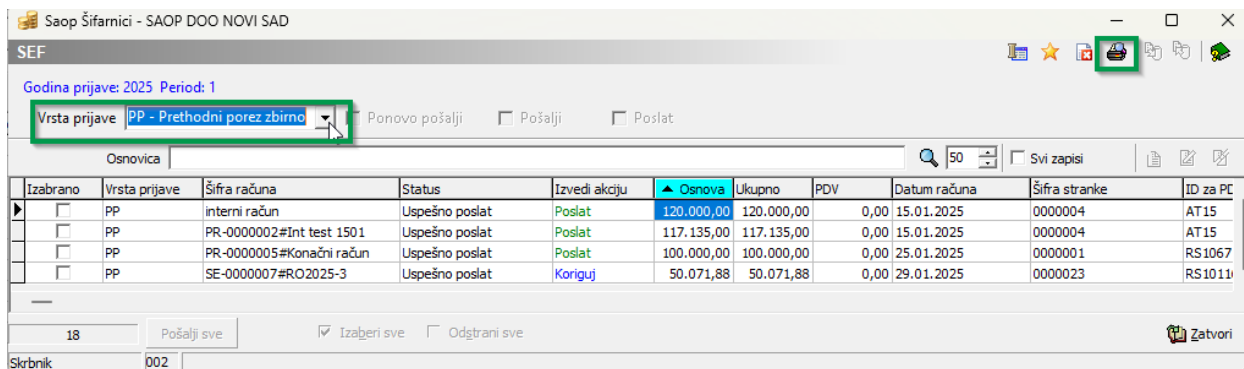 Saop Šifarnici - SAOP DOO NOVI SAD
SEF
Godina prijave: 2025 Period: 1
Vrsta prijave PP - Prethodni porez zbirno Ponovo pošalji Pošalji Poslat
Osnovica 50 Svi zapisi
Izabrano Vrsta prijave Šifra računa Status Izvedi akciju Osnova Ukupno PDV Datum računa Šifra stranke ID za PD
PP interni račun Uspešno poslat Poslat 120.000,00 120.000,00 0,00 15.01.2025 0000004 AT15
PP PR-0000002#Int test 1501 Uspešno poslat Poslat 117.135,00 117.135,00 0,00 15.01.2025 0000004 AT15
PP PR-0000005#Konačni račun Uspešno poslat Poslat 100.000,00 100.000,00 0,00 25.01.2025 0000001 RS1067
PP SE-0000007#RO2025-3 Uspešno poslat Koriguj 50.071,88 50.071,88 0,00 29.01.2025 0000023 RS1011
18 Pošalji sve Izaberi sve Odstrani sve Zatvori
Skrbnik 002